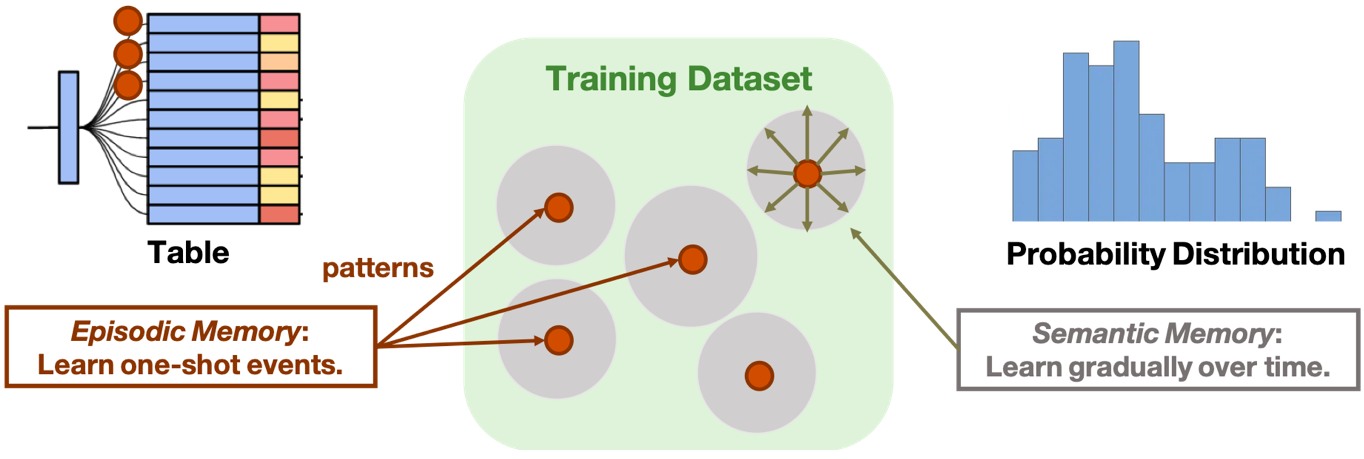 Training Dataset
Table
patterns
Episodic Memory:
Learn one-shot events.
Probability Distribution
Semantic Memory:
Learn gradually over time.